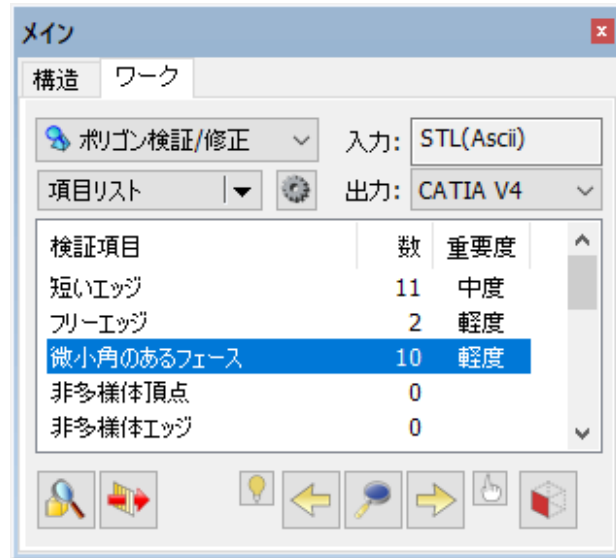 メイン
構造 ワーク
ポリゴン検証/修正 入力: STL(Ascii)
項目リスト 出力: CATIA V4
検証項目 数 重要度
短いエッジ 11 中度
フリーエッジ 2 軽度
微小角のあるフェース 10 軽度
非多様体頂点 0
非多様体エッジ 0